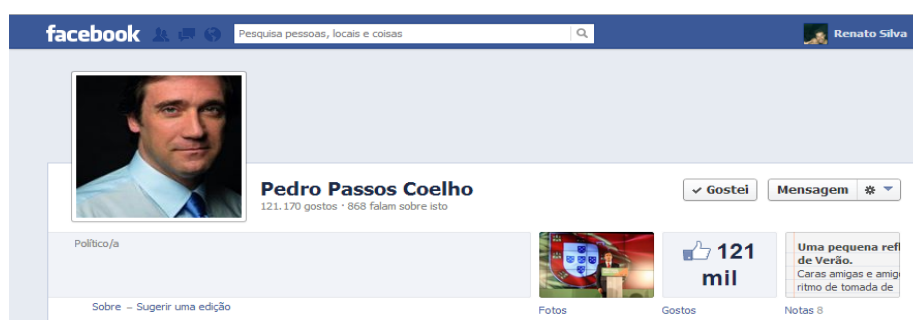 facebook
Pesquisa pessoas, locais e coisas
Renato Silva
Pedro Passos Coelho
121.170 gostos · 868 falam sobre isto
Gostei
Mensagem
Político/a
121
mil
Uma pequena refl
de Verão.
Caras amigas e amig
ritmo de tomada de
Sobre – Sugerir uma edição
Fotos
Gostos
Notas 8